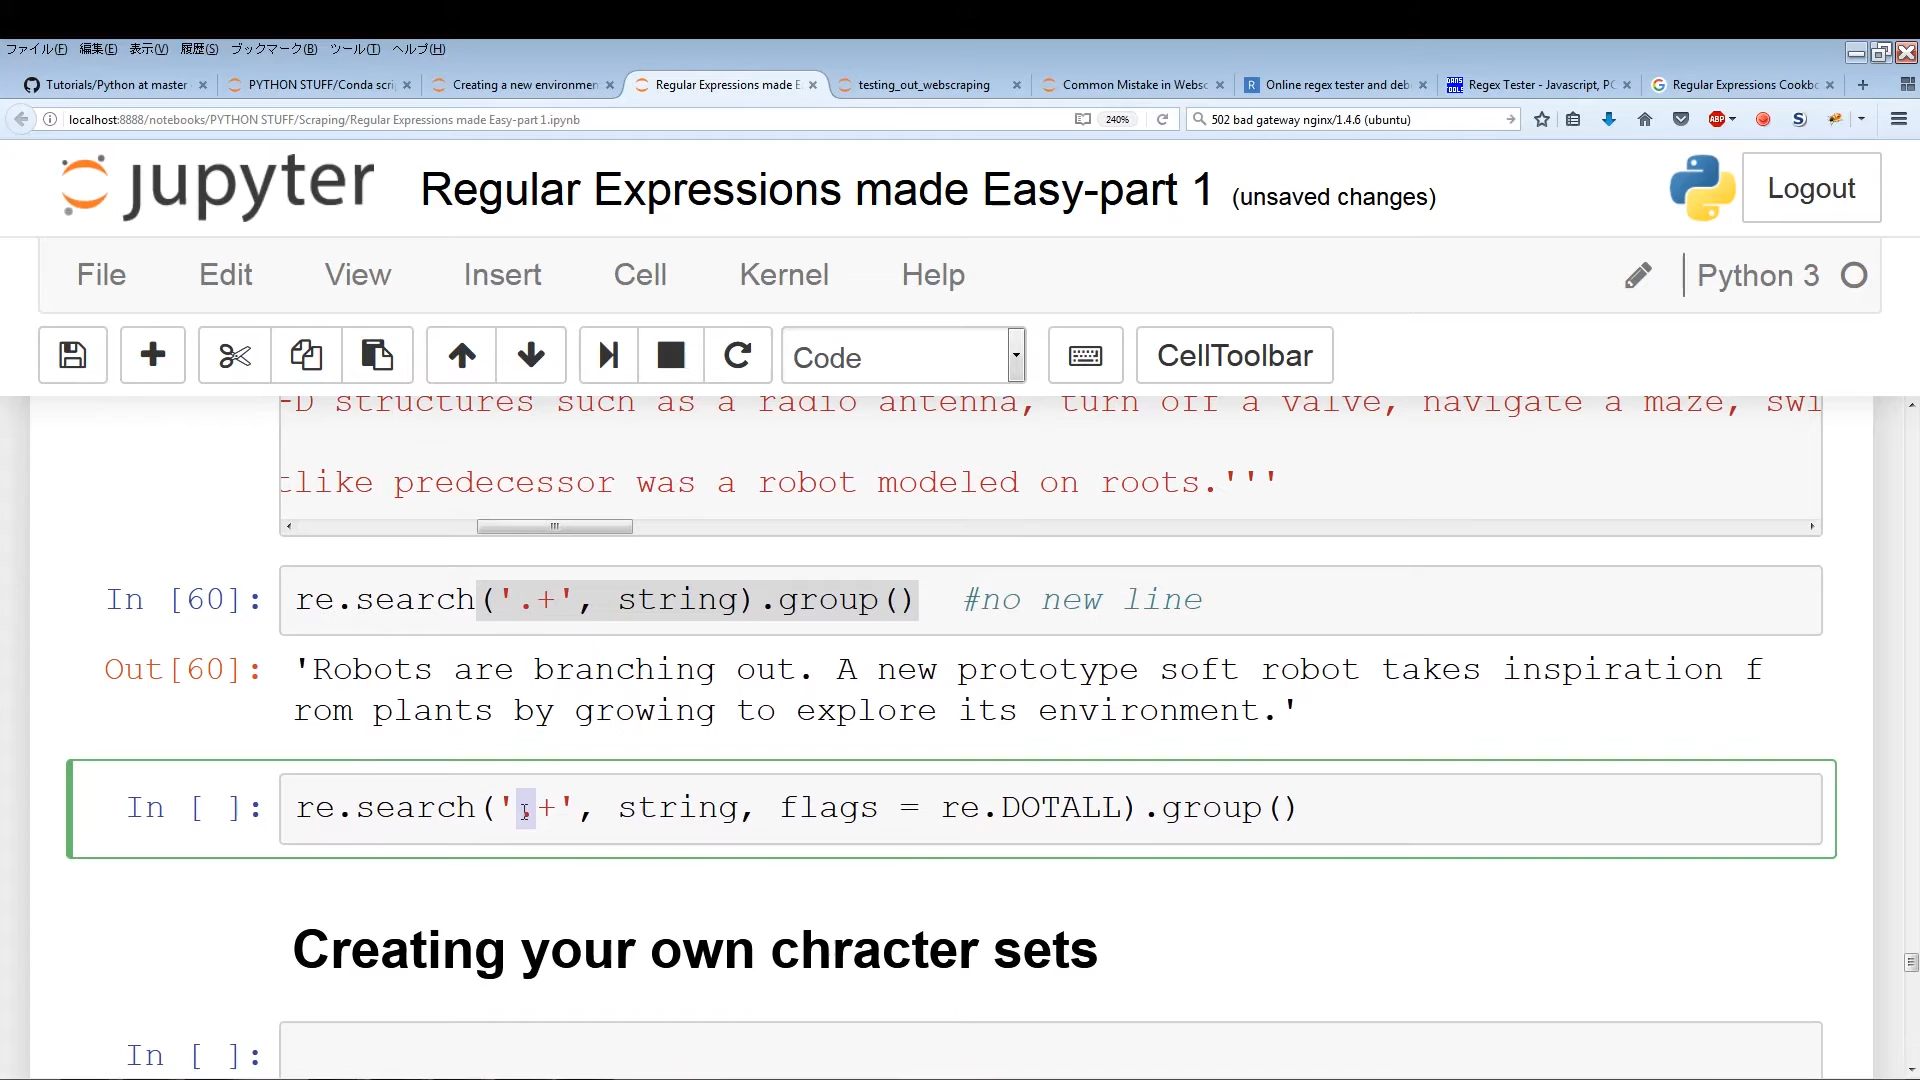 ファイル(F) 編集(E) 表示(V) 履歴(S) ブックマーク(B) ツール(T) ヘルプ(H)
Tutorials/Python at master PYTHON STUFF/Conda scri Creating a new environmen Regular Expressions made E testing_out_webscraping Common Mistake in Websc Online regex tester and deb Regex Tester - Javascript, PC Regular Expressions Cookb
localhost:8888/notebooks/PYTHON STUFF/Scraping/Regular Expressions made Easy-part 1.ipynb 240% 502 bad gateway nginx/1.4.6 (ubuntu)
jupyter Regular Expressions made Easy-part 1 (unsaved changes) Logout
File Edit View Insert Cell Kernel Help Python 3
Code CellToolbar
-D structures such as a radio antenna, turn off a valve, navigate a maze, swi
tlike predecessor was a robot modeled on roots.'''
In [60]: re.search('.+', string).group() #no new line
Out[60]: 'Robots are branching out. A new prototype soft robot takes inspiration f
rom plants by growing to explore its environment.'
In [ ]: re.search('.+', string, flags = re.DOTALL).group()
Creating your own chracter sets
In [ ]: